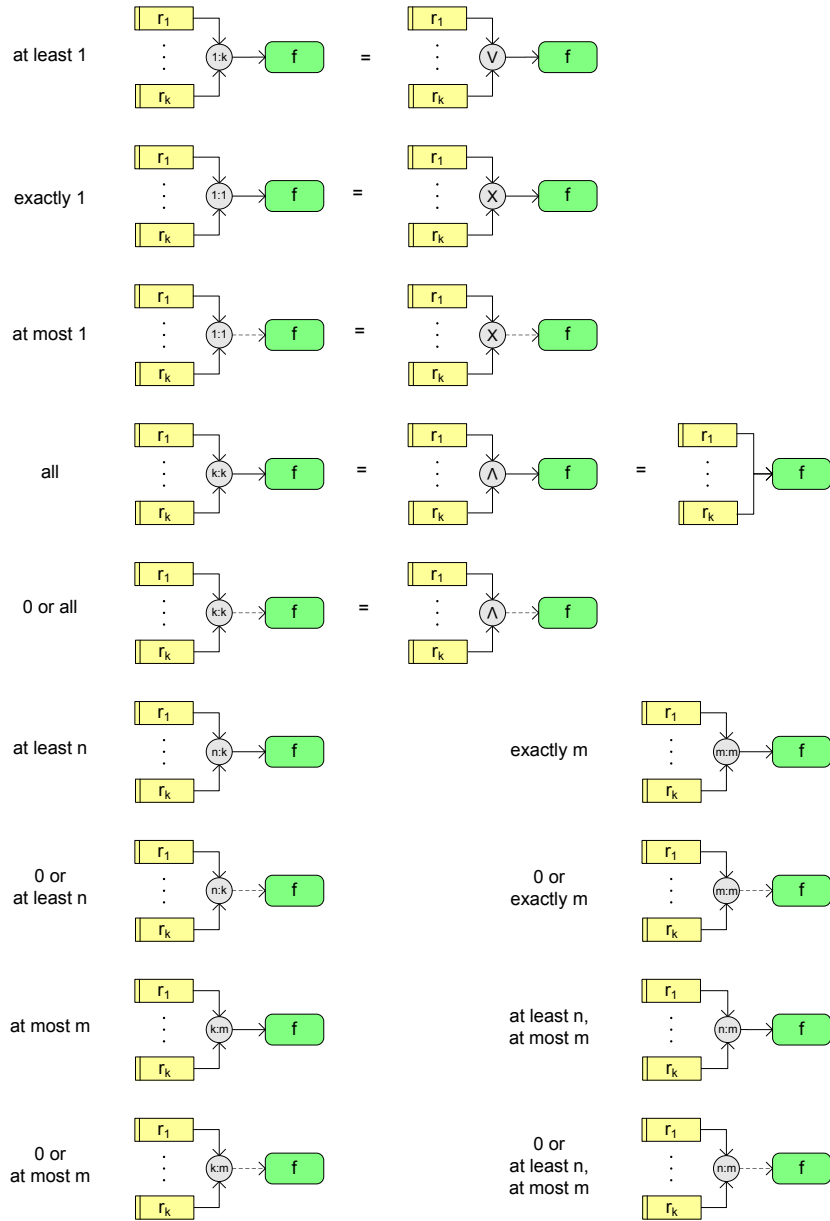 r1
at least 1
1:k
f
=
rk
r1
V
f
rk
r1
exactly 1
1:1
f
=
rk
r1
X
f
rk
r1
at most 1
1:1
f
=
rk
r1
X
f
rk
r1
all
k:k
f
=
rk
r1
Λ
f
=
rk
r1
f
rk
r1
0 or all
k:k
f
=
rk
r1
Λ
f
rk
r1
at least n
n:k
f
rk
r1
exactly m
m:m
f
rk
r1
0 or
at least n
n:k
f
rk
r1
0 or
exactly m
m:m
f
rk
r1
at most m
k:m
f
rk
r1
at least n,
at most m
n:m
f
rk
r1
0 or
at most m
k:m
f
rk
r1
0 or
at least n,
at most m
n:m
f
rk